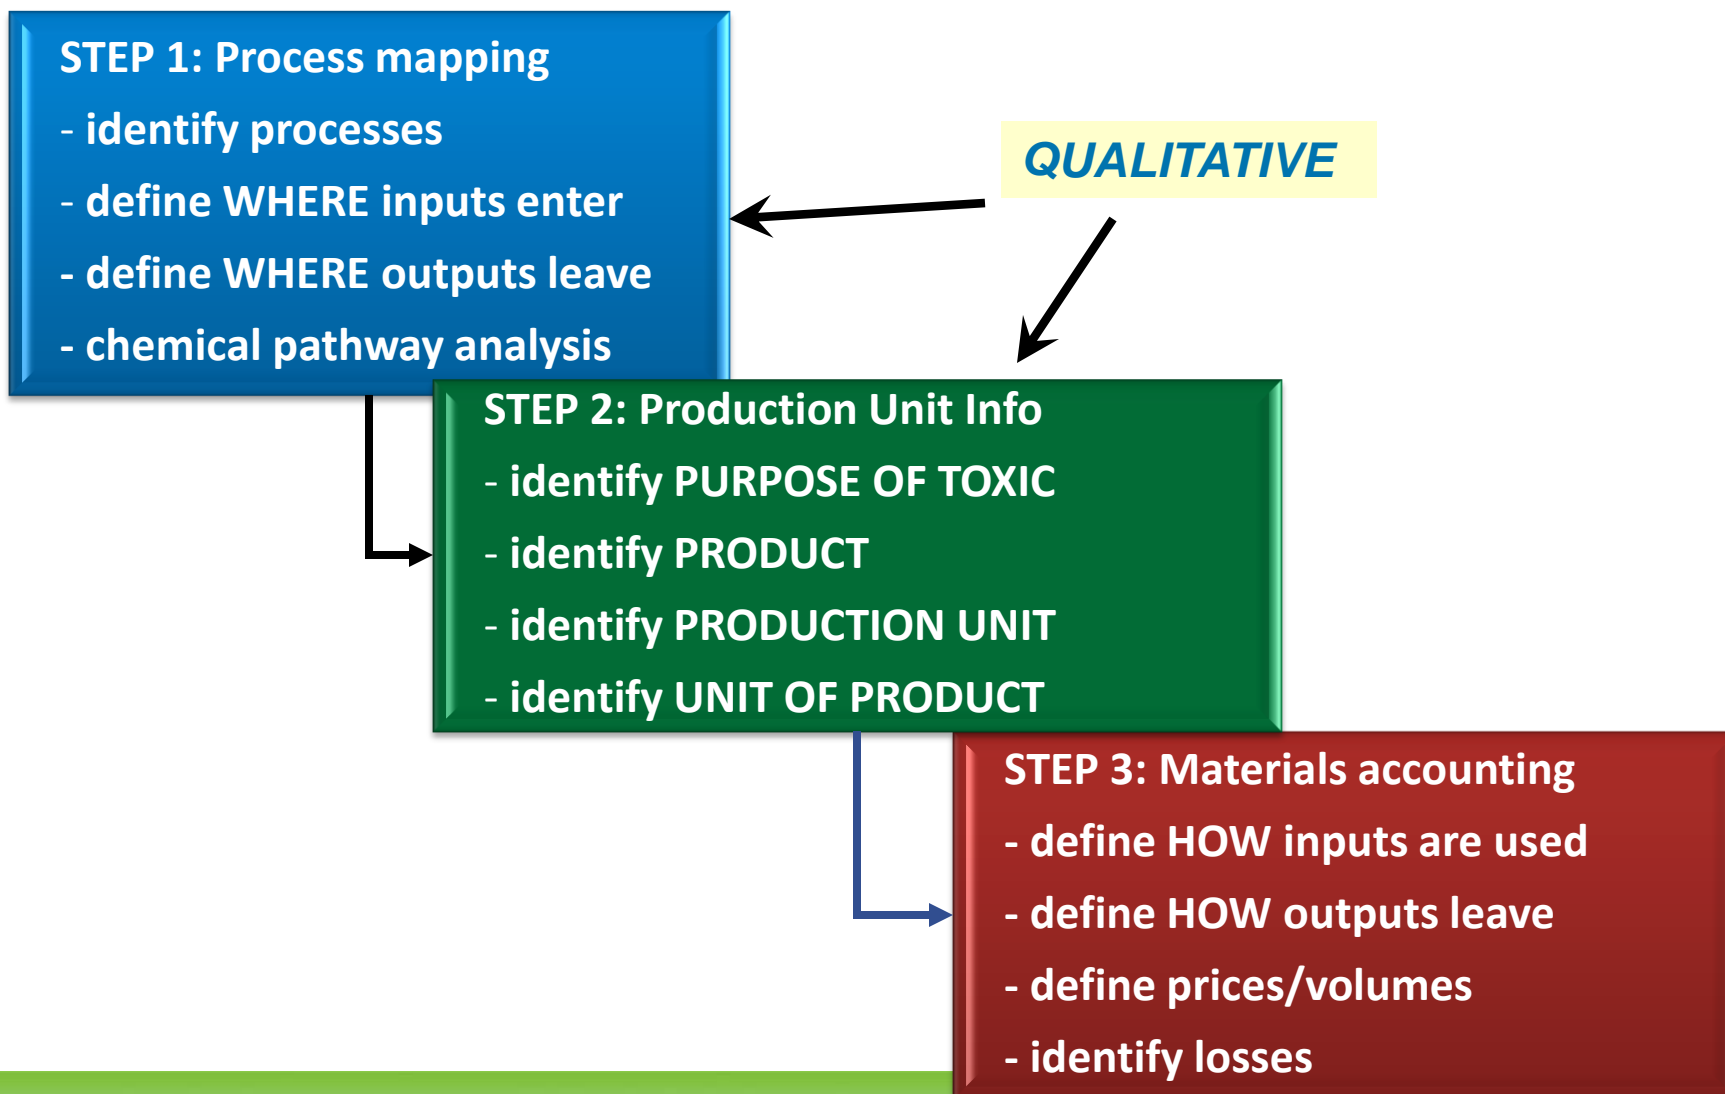 STEP 1: Process mapping
- identify processes
- define WHERE inputs enter
- define WHERE outputs leave
- chemical pathway analysis
QUALITATIVE
STEP 2: Production Unit Info
- identify PURPOSE OF TOXIC
- identify PRODUCT
- identify PRODUCTION UNIT
- identify UNIT OF PRODUCT
STEP 3: Materials accounting
- define HOW inputs are used
- define HOW outputs leave
- define prices/volumes
- identify losses